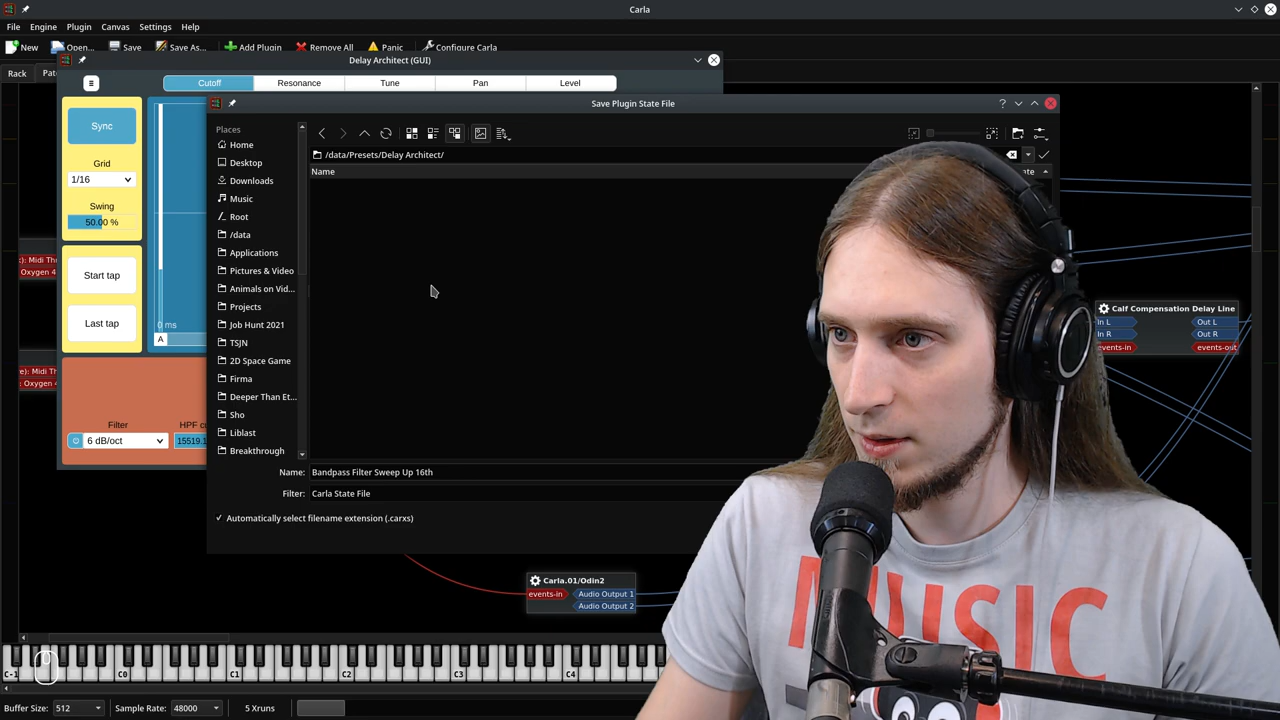 Carla
File Engine Plugin Canvas Settings Help
New Open... Save Save As... Add Plugin Remove All Panic Configure Carla
Rack
Delay Architect (GUI)
Cutoff Resonance Tune Pan Level
Sync
Grid
1/16
Swing
50.00 %
Start tap
Last tap
0 ms
A
Filter
6 dB/oct
Save Plugin State File
Places
Home
Desktop
Downloads
Music
Root
/data
Applications
Pictures & Video
Animals on Vid...
Projects
Job Hunt 2021
TSJN
2D Space Game
Firma
Deeper Than Et...
Sho
Liblast
Breakthrough
/data/Presets/Delay Architect/
Name
Name: Bandpass Filter Sweep Up 16th
Filter: Carla State File
Automatically select filename extension (.carxs)
Calf Compensation Delay Line
In L Out L
In R Out R
events-in events-out
Carla.01/Odin2
events-in Audio Output 1
Audio Output 2
C-1 C0 C1 C2 C3 C4
Buffer Size: 512 Sample Rate: 48000 5 Xruns
MUSIC